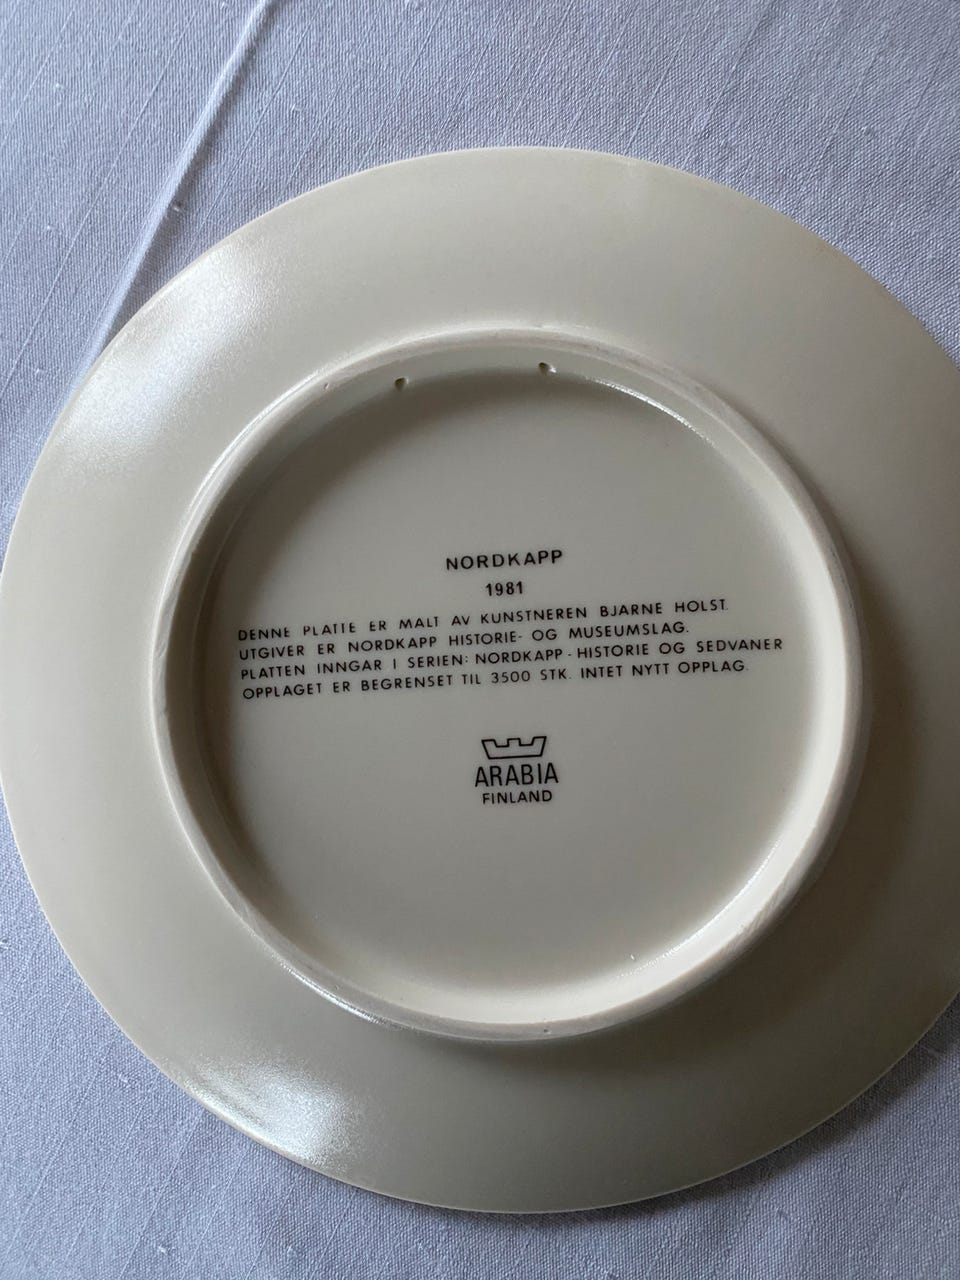 NORDKAPP
1981
DENNE PLATTE ER MALT AV KUNSTNEREN BJARNE HOLST.
UTGIVER ER NORDKAPP HISTORIE- OG MUSEUMSLAG.
PLATTEN INNGAR I SERIEN: NORDKAPP - HISTORIE OG SEDVANER
OPPLAGET ER BEGRENSET TIL 3500 STK. INTET NYTT OPPLAG.
ARABIA
FINLAND